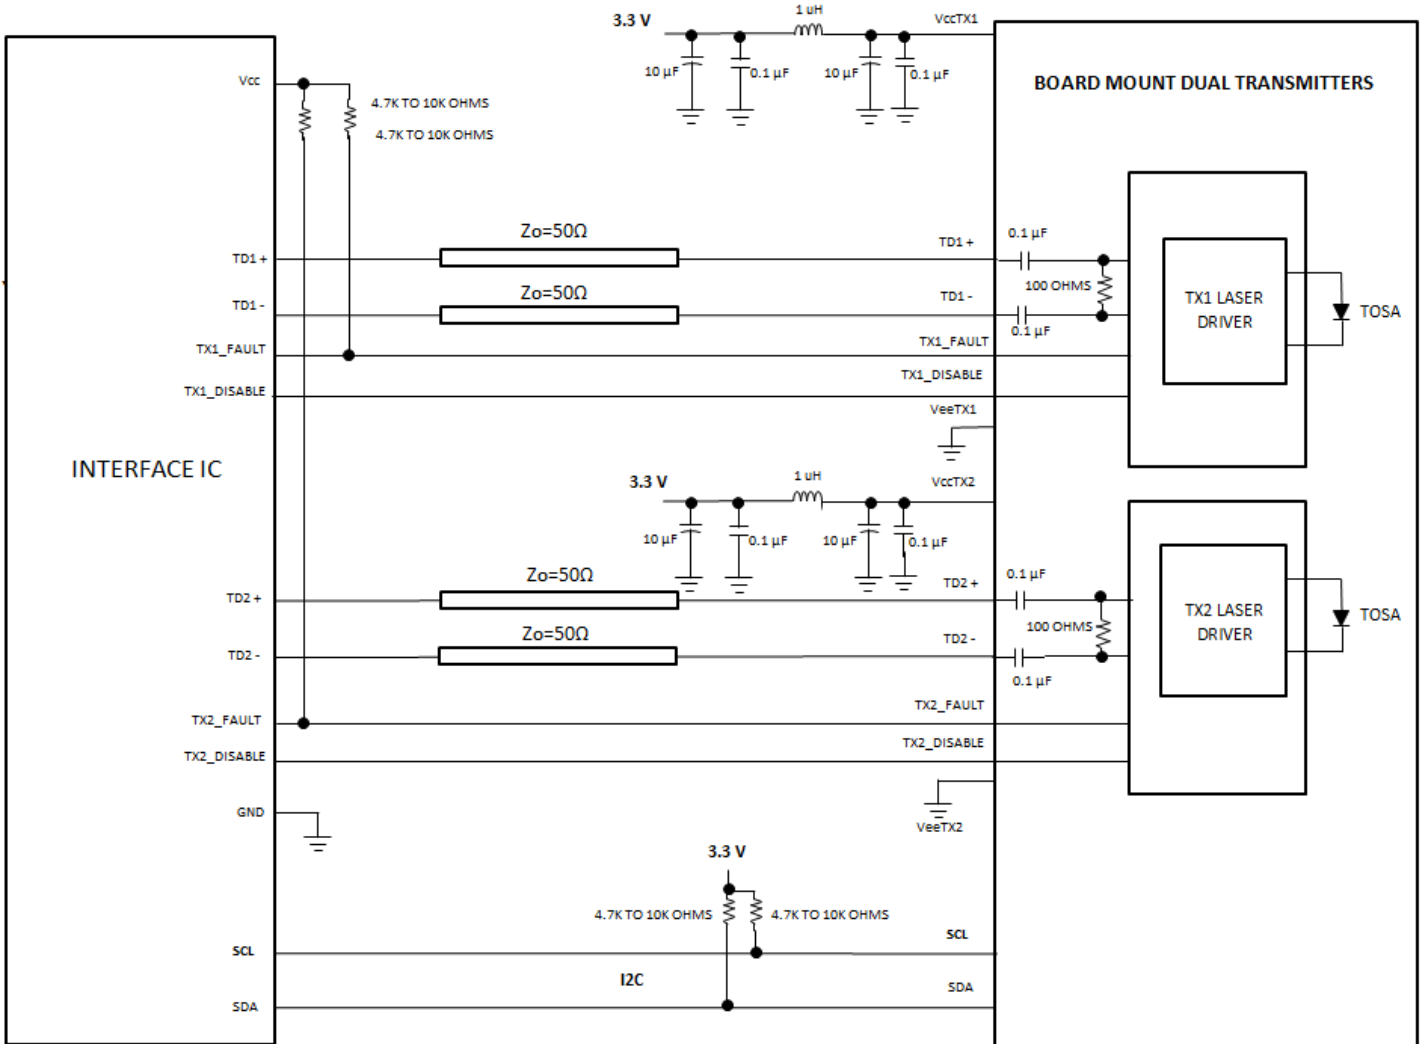 1 uH
3.3 V
VccTX1
10 µF
0.1 µF
10 µF
0.1 µF
BOARD MOUNT DUAL TRANSMITTERS
Vcc
4.7K TO 10K OHMS
4.7K TO 10K OHMS
Zo=50Ω
TD1 +
TD1 +
0.1 µF
Zo=50Ω
TD1 -
TD1 -
100 OHMS
0.1 µF
TX1 LASER
DRIVER
TOSA
TX1_FAULT
TX1_FAULT
TX1_DISABLE
TX1_DISABLE
VeeTX1
INTERFACE IC
1 uH
3.3 V
VccTX2
10 µF
0.1 µF
10 µF
0.1 µF
Zo=50Ω
TD2 +
TD2 +
0.1 µF
Zo=50Ω
TD2 -
TD2 -
100 OHMS
0.1 µF
TX2 LASER
DRIVER
TOSA
TX2_FAULT
TX2_FAULT
TX2_DISABLE
TX2_DISABLE
GND
VeeTX2
3.3 V
4.7K TO 10K OHMS
4.7K TO 10K OHMS
SCL
SCL
I2C
SDA
SDA